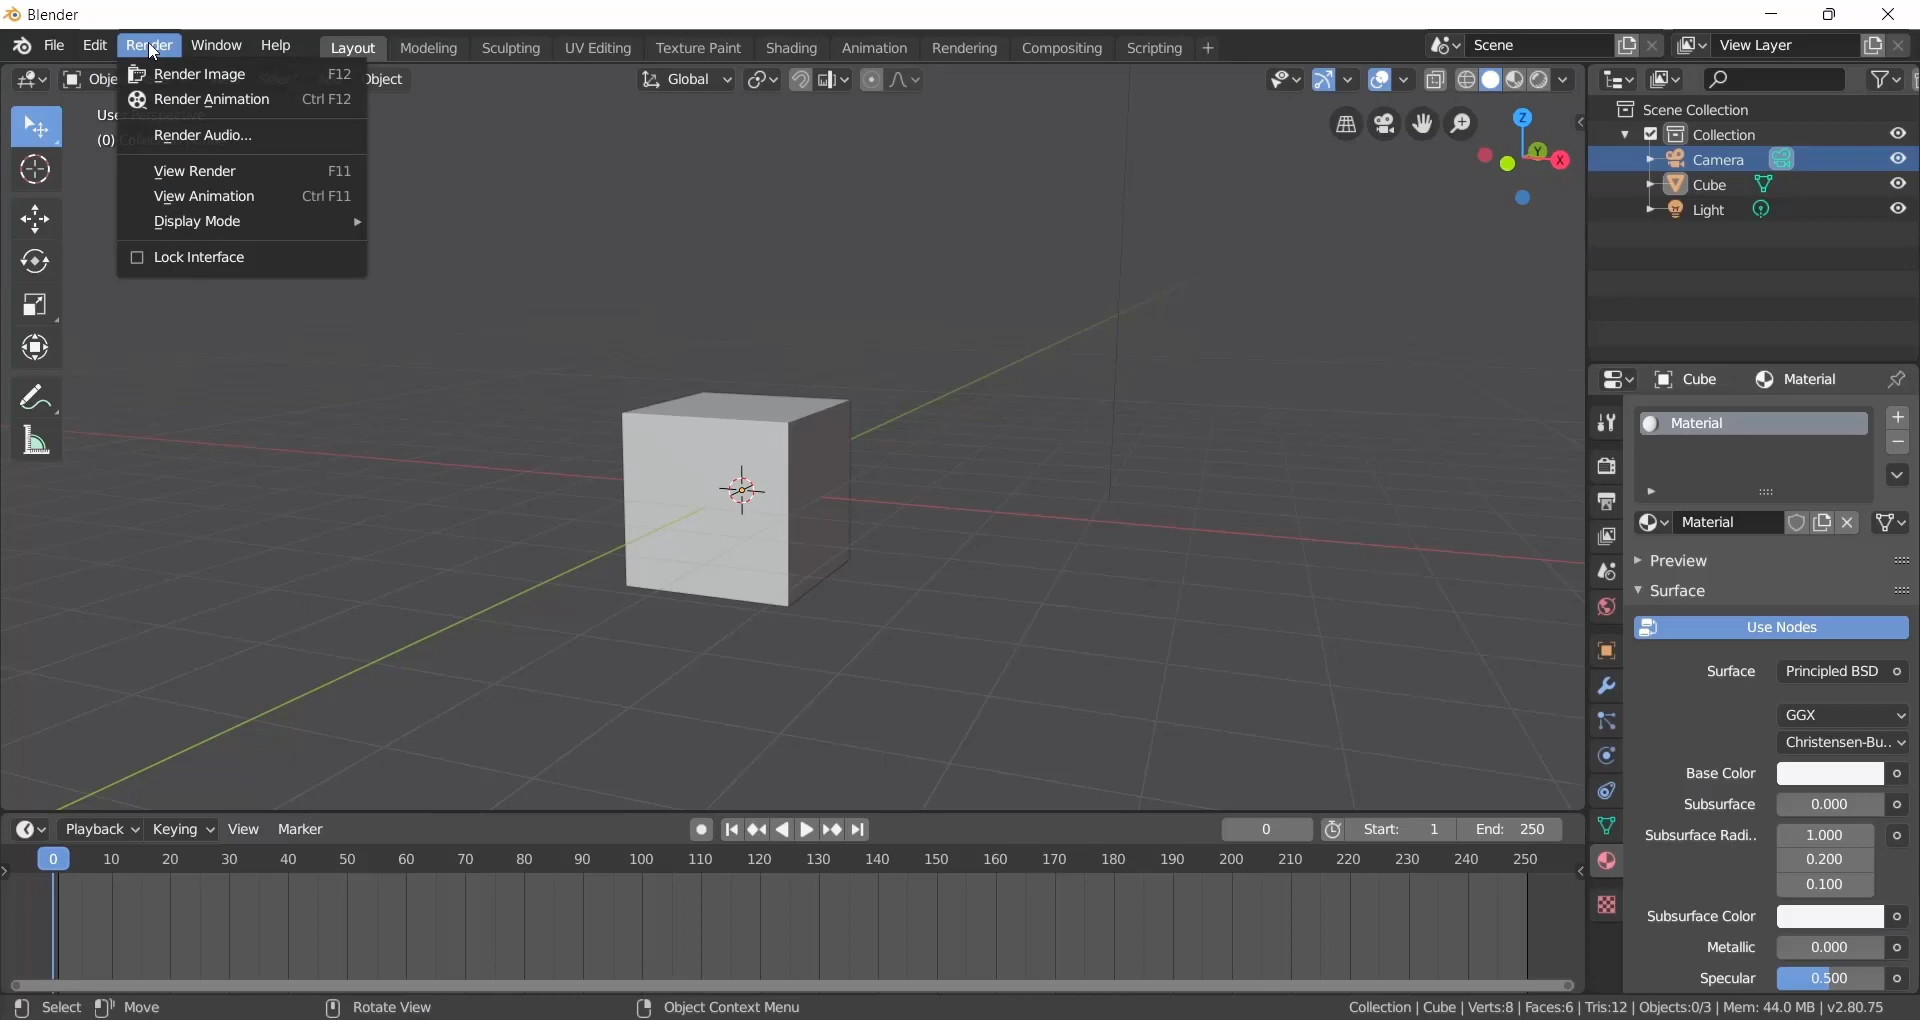 Blender
File Edit Render Window Help Layout Modeling Sculpting UV Editing Texture Paint Shading Animation Rendering Compositing Scripting + Scene View Layer
Obje Object Global
Render Image F12
Render Animation Ctrl F12
Render Audio...
View Render F11
View Animation Ctrl F11
Display Mode
Lock Interface
Use
(0)
Z
Y
X
Scene Collection
Collection
Camera
Cube
Light
Cube Material
Material
Material
Preview
Surface
Use Nodes
Surface Principled BSD
GGX
Christensen-Bu..
Base Color
Subsurface 0.000
Subsurface Radi.. 1.000
0.200
0.100
Subsurface Color
Metallic 0.000
Specular 0.500
Playback Keying View Marker 0 Start: 1 End: 250
0 10 20 30 40 50 60 70 80 90 100 110 120 130 140 150 160 170 180 190 200 210 220 230 240 250
Select Move Rotate View Object Context Menu Collection | Cube | Verts:8 | Faces:6 | Tris:12 | Objects:0/3 | Mem: 44.0 MB | v2.80.75